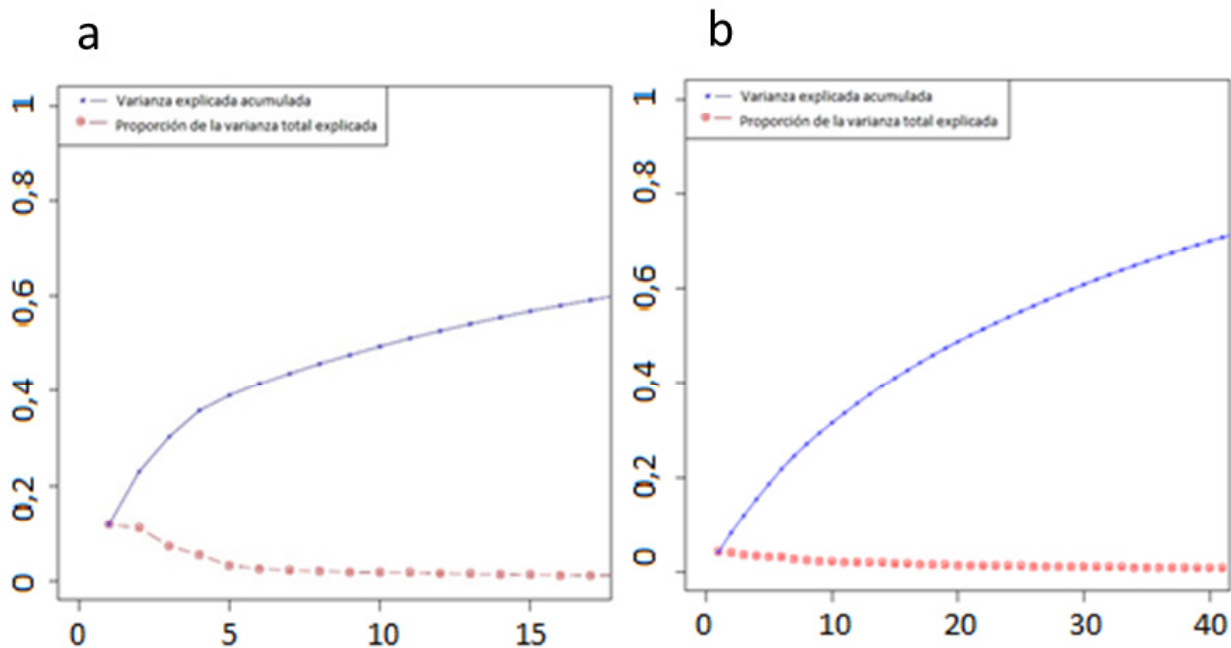 a
Varianza explicada acumulada
Proporción de la varianza total explicada
1
0,8
0,6
0,4
0,2
0
0 5 10 15
b
Varianza explicada acumulada
Proporción de la varianza total explicada
1
0,8
0,6
0,4
0,2
0
0 10 20 30 40